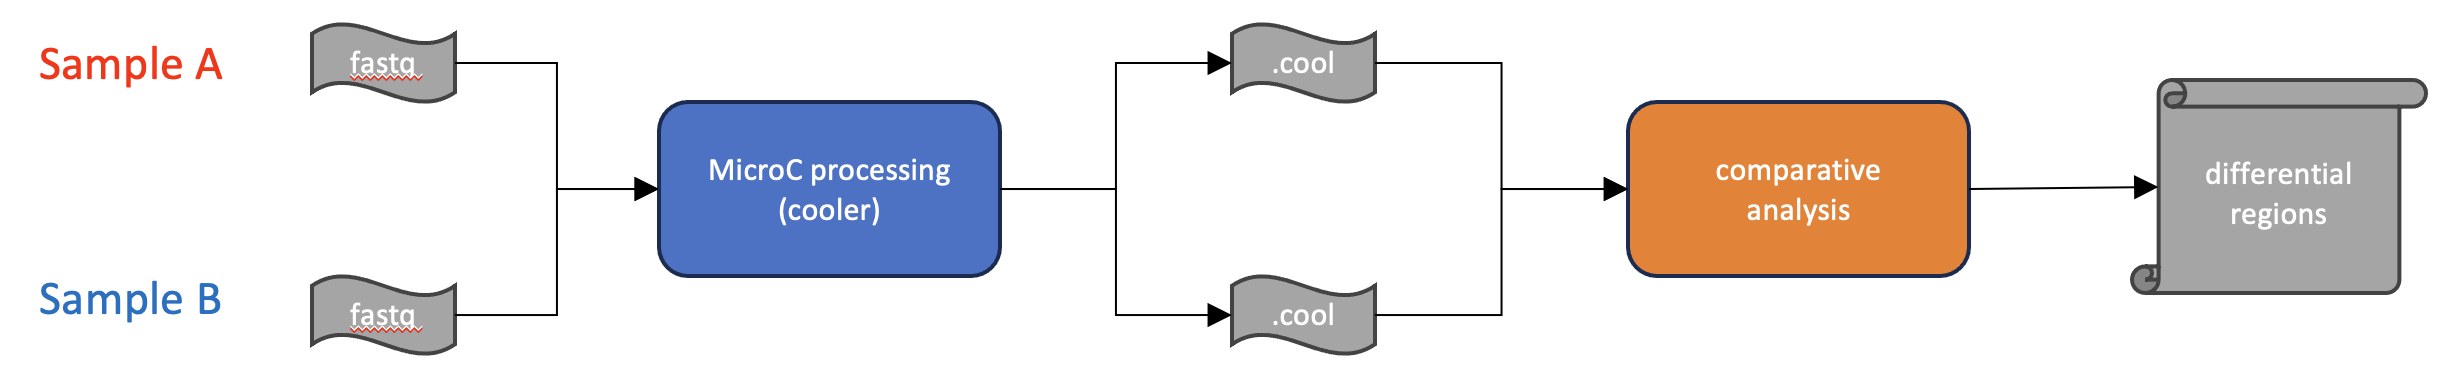 Sample A
fastq
.cool
MicroC processing
(cooler)
comparative
analysis
differential
regions
Sample B
fastq
.cool